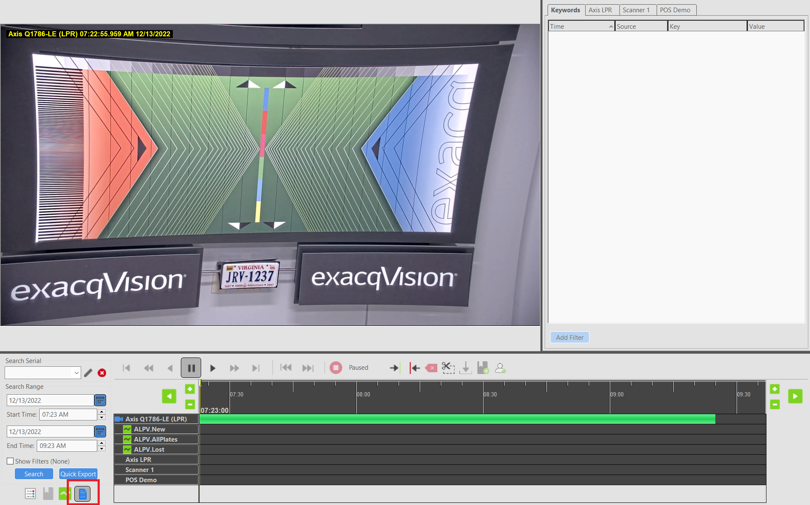 Axis Q1786-LE (LPR) 07:22:55.959 AM 12/13/2022
exacq
exacqVision
VIRGINIA
JRV-1237
exacqVision
Keywords
Axis LPR
Scanner 1
POS Demo
Time
Source
Key
Value
Add Filter
Search Serial
Search Range
12/13/2022
Start Time: 07:23 AM
12/13/2022
End Time: 09:23 AM
Show Filters (None)
Search
Quick Export
Paused
07:30
08:00
08:30
09:00
09:30
07:23:00
Axis Q1786-LE (LPR)
ALPV.New
ALPV.AllPlates
ALPV.Lost
Axis LPR
Scanner 1
POS Demo